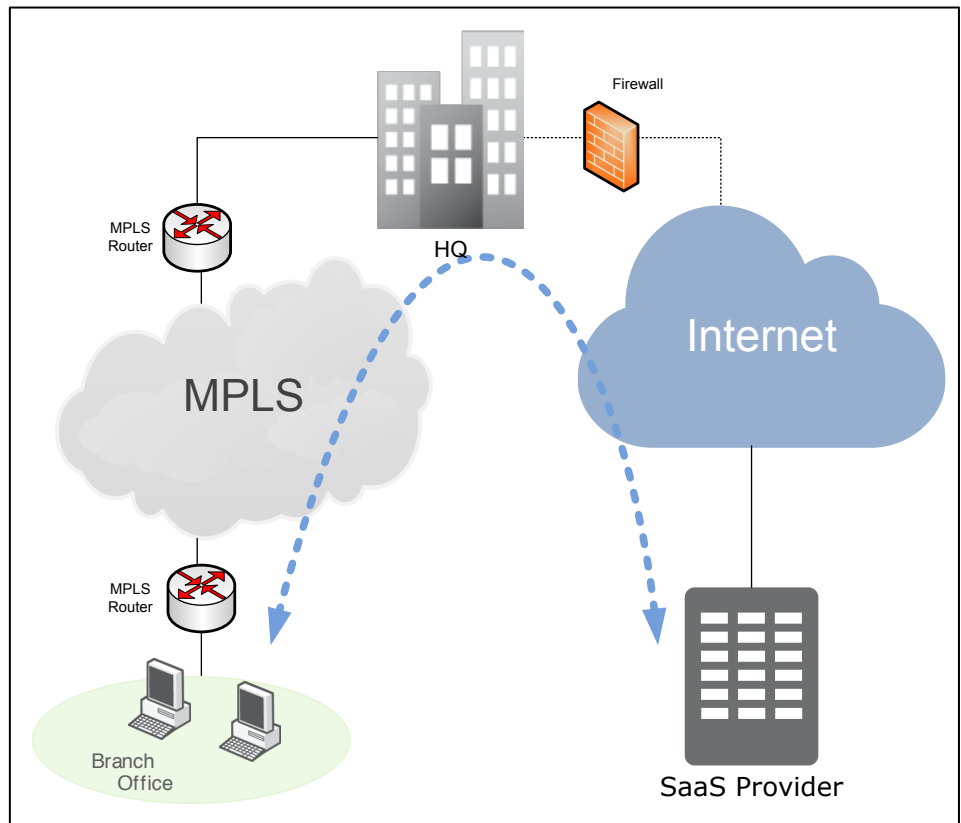 Firewall
MPLS
Router
HQ
Internet
MPLS
MPLS
Router
Branch
Office
SaaS Provider